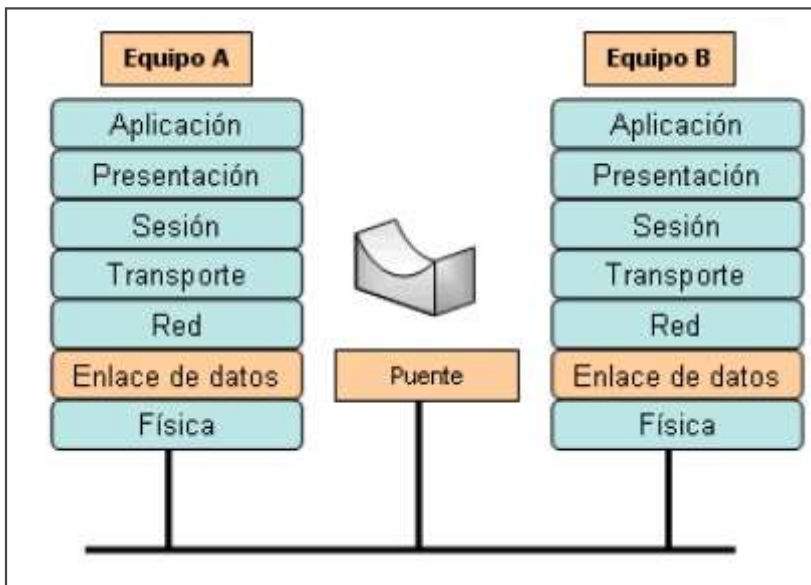 Equipo A
Aplicación
Presentación
Sesión
Transporte
Red
Enlace de datos
Física
Puente
Equipo B
Aplicación
Presentación
Sesión
Transporte
Red
Enlace de datos
Física